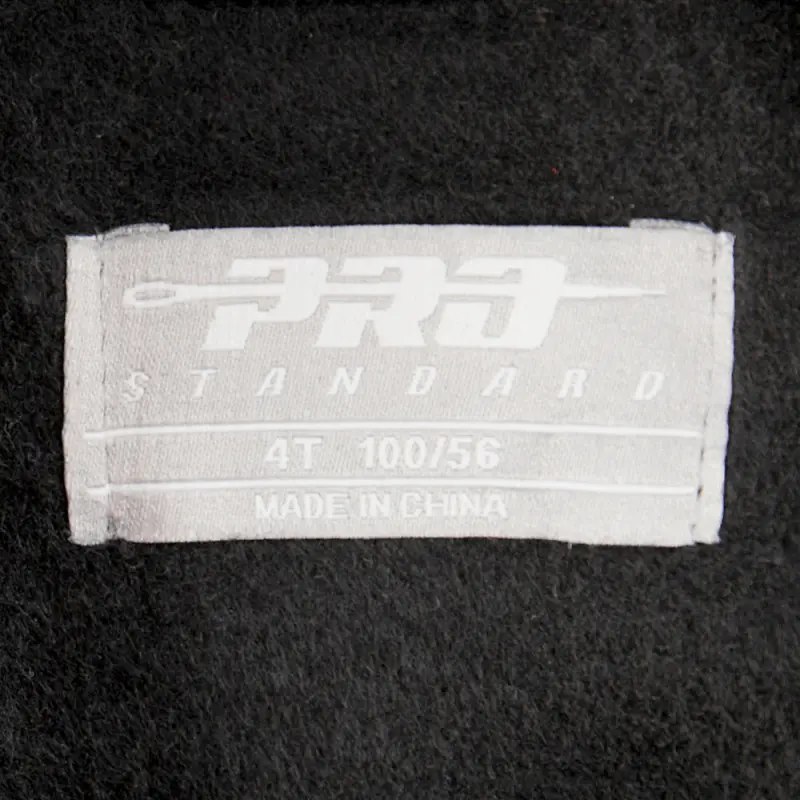 PRO
STANDARD
4T 100/56
MADE IN CHINA